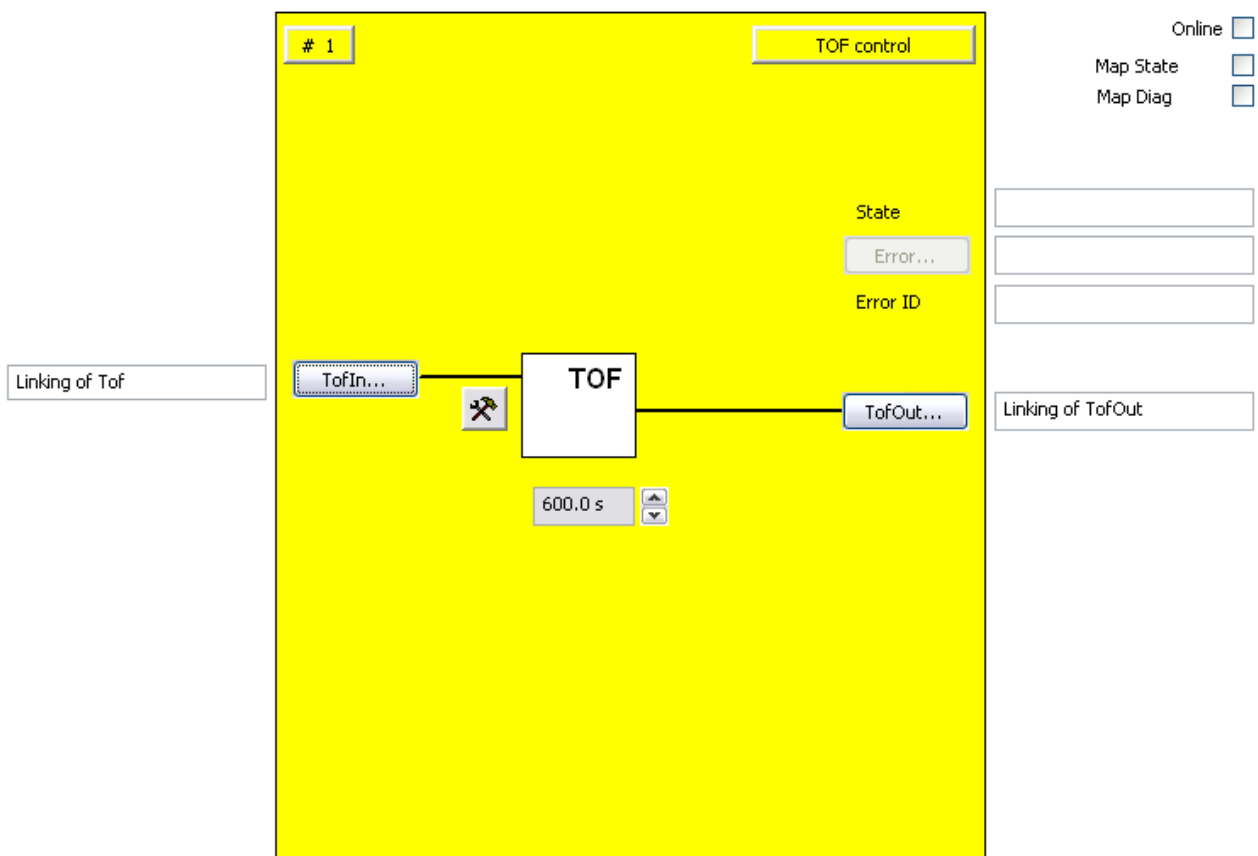 # 1
TOF control
Online
Map State
Map Diag
State
Error...
Error ID
Linking of Tof
TofIn...
TOF
TofOut...
Linking of TofOut
600.0 s